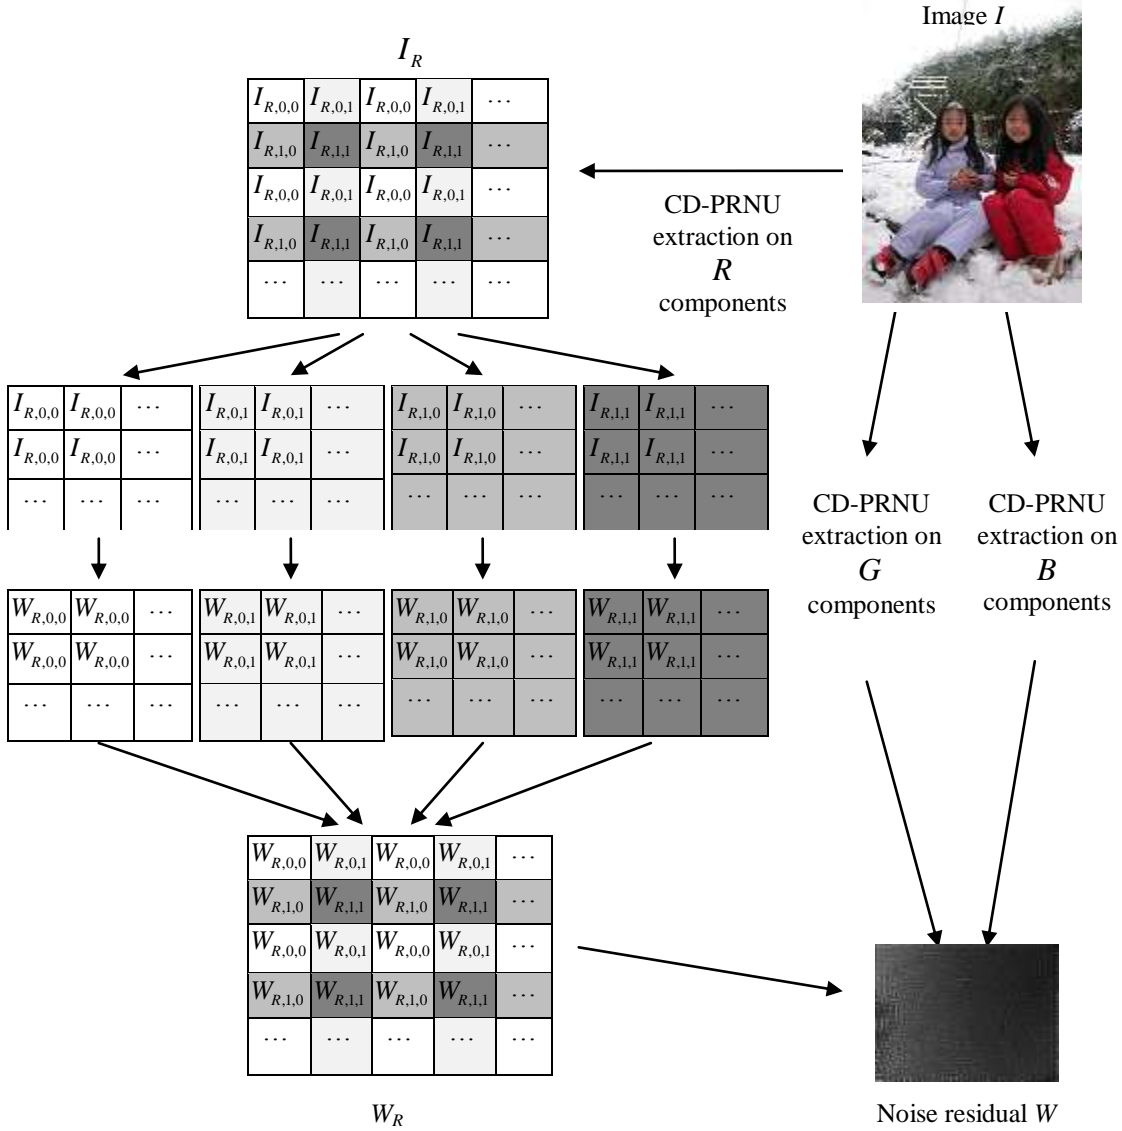 Image I
I_R
I_{R,0,0} I_{R,0,1} I_{R,0,0} I_{R,0,1} ...
I_{R,1,0} I_{R,1,1} I_{R,1,0} I_{R,1,1} ...
I_{R,0,0} I_{R,0,1} I_{R,0,0} I_{R,0,1} ...
I_{R,1,0} I_{R,1,1} I_{R,1,0} I_{R,1,1} ...
... ... ... ... ...
CD-PRNU
extraction on
R
components
I_{R,0,0} I_{R,0,0} ...
I_{R,0,0} I_{R,0,0} ...
... ... ...
I_{R,0,1} I_{R,0,1} ...
I_{R,0,1} I_{R,0,1} ...
... ... ...
I_{R,1,0} I_{R,1,0} ...
I_{R,1,0} I_{R,1,0} ...
... ... ...
I_{R,1,1} I_{R,1,1} ...
I_{R,1,1} I_{R,1,1} ...
... ... ...
CD-PRNU
extraction on
G
components
CD-PRNU
extraction on
B
components
W_{R,0,0} W_{R,0,0} ...
W_{R,0,0} W_{R,0,0} ...
... ... ...
W_{R,0,1} W_{R,0,1} ...
W_{R,0,1} W_{R,0,1} ...
... ... ...
W_{R,1,0} W_{R,1,0} ...
W_{R,1,0} W_{R,1,0} ...
... ... ...
W_{R,1,1} W_{R,1,1} ...
W_{R,1,1} W_{R,1,1} ...
... ... ...
W_{R,0,0} W_{R,0,1} W_{R,0,0} W_{R,0,1} ...
W_{R,1,0} W_{R,1,1} W_{R,1,0} W_{R,1,1} ...
W_{R,0,0} W_{R,0,1} W_{R,0,0} W_{R,0,1} ...
W_{R,1,0} W_{R,1,1} W_{R,1,0} W_{R,1,1} ...
... ... ... ... ...
W_R
Noise residual W